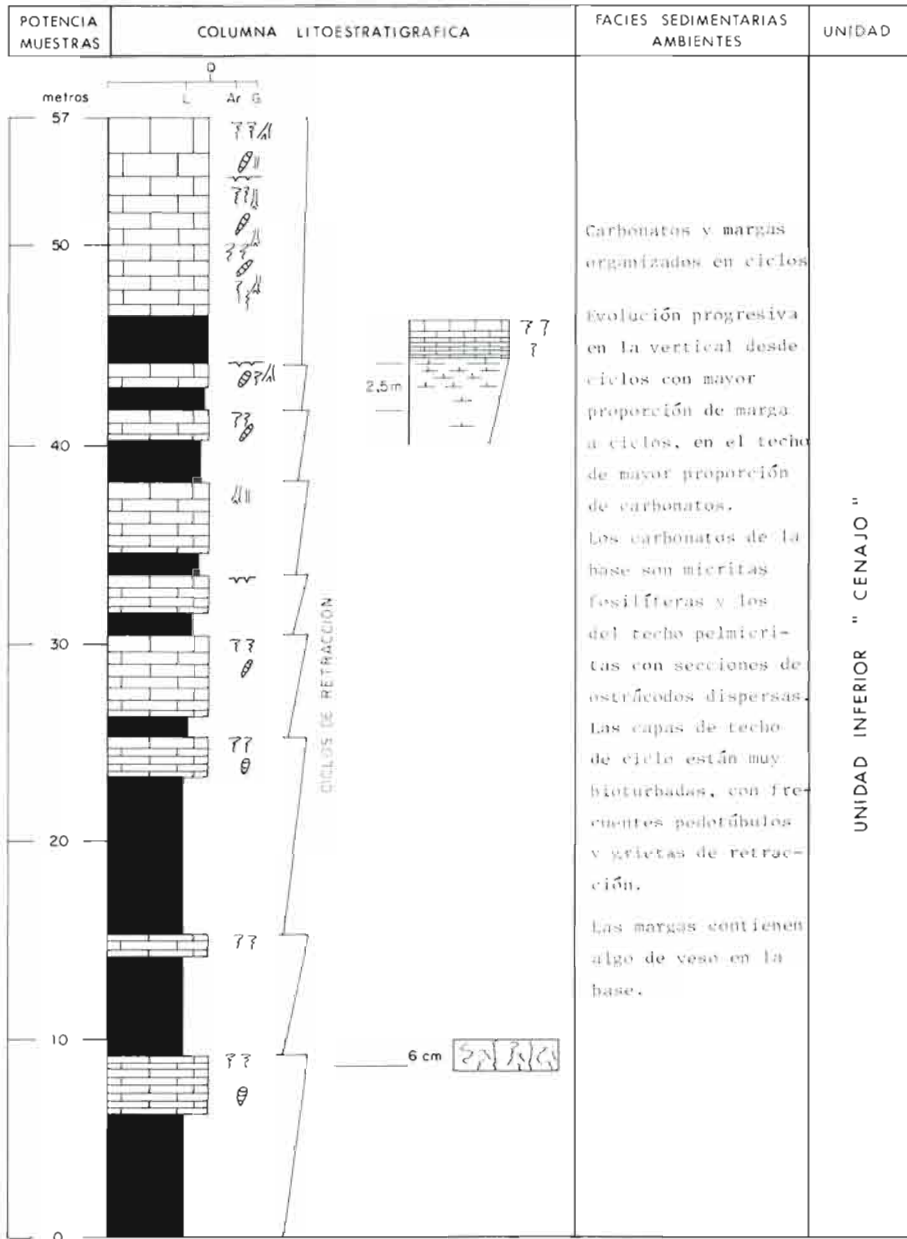 POTENCIA
MUESTRAS
COLUMNA LITOESTRATIGRAFICA
FACIES SEDIMENTARIAS
AMBIENTES
UNIDAD
0
L Ar G
metros
57
50
40
30
20
10
0
2,5 m
6 cm
CICLOS DE RETRACCIÓN
Carbonatos y margas
organizados en ciclos
Evolución progresiva
en la vertical desde
ciclos con mayor
proporción de marga
a ciclos, en el techo
de mayor proporción
de carbonatos.
Los carbonatos de la
base son micritas
fosilíferas y los
del techo pelmicri-
tas con secciones de
ostrácodos dispersas.
Las capas de techo
de ciclo están muy
bioturbadas, con fre-
cuentes pedotúbulos
y grietas de retrac-
ción.
Las margas contienen
algo de yeso en la
base.
UNIDAD INFERIOR " CENAJO "